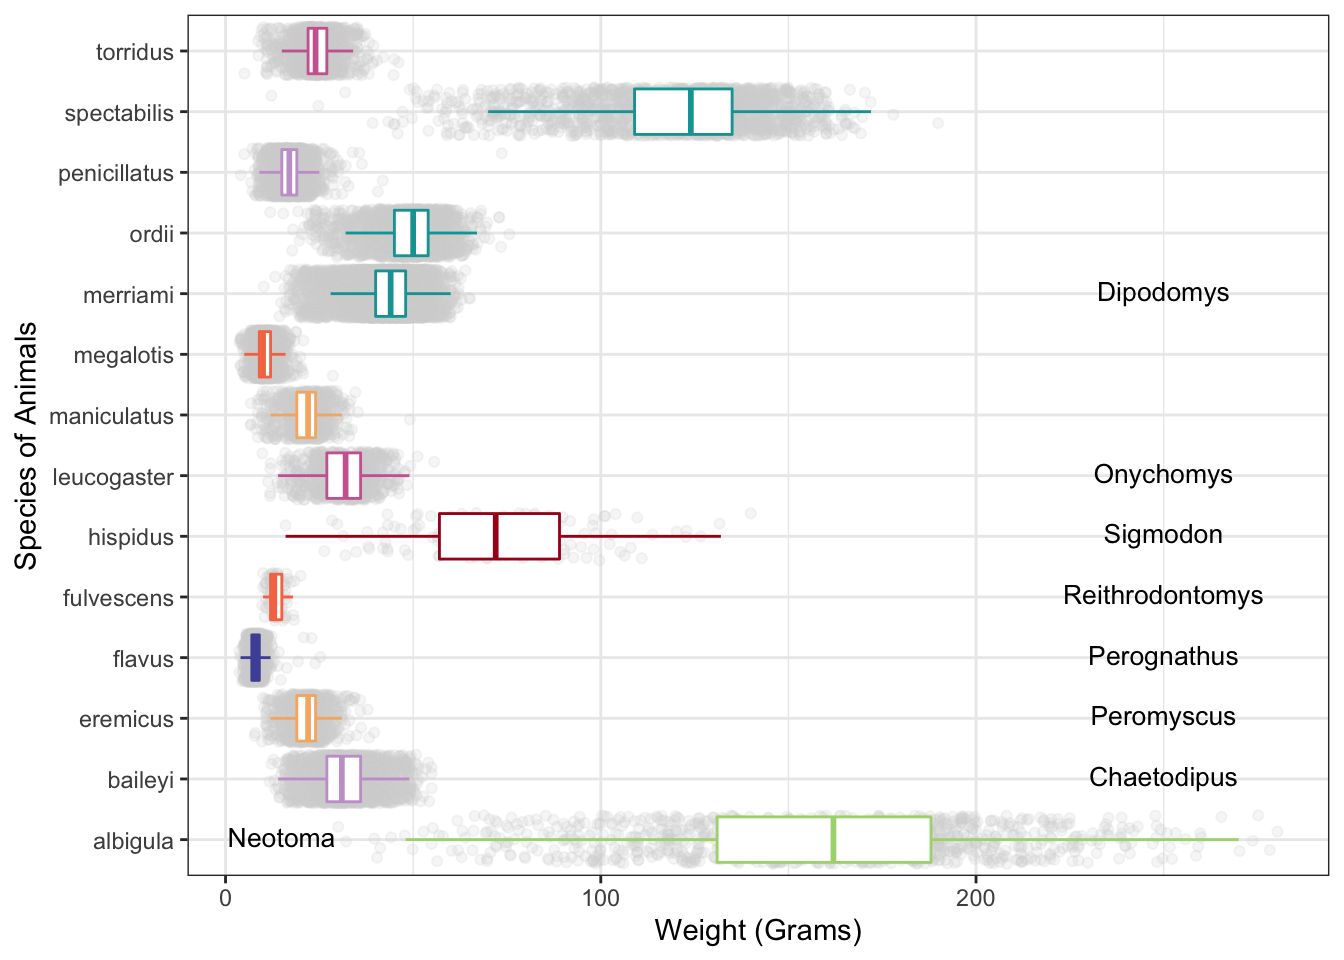 torridus
spectabilis
penicillatus
ordii
merriami
Dipodomys
megalotis
maniculatus
leucogaster
Onychomys
hispidus
Sigmodon
fulvescens
Reithrodontomys
flavus
Perognathus
eremicus
Peromyscus
baileyi
Chaetodipus
albigula
Neotoma
Species of Animals
0 100 200
Weight (Grams)